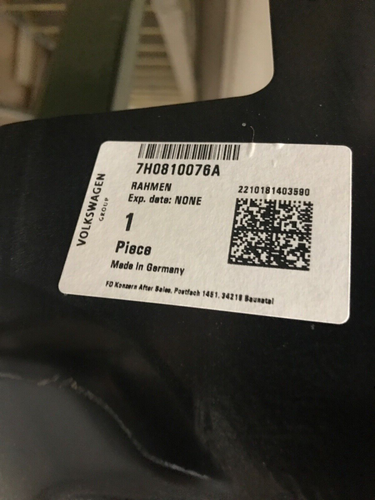 7H0810076A
RAHMEN
Exp. date: NONE
2210181403590
1
Piece
Made in Germany
VOLKSWAGEN
GROUP
FO Konzern After Sales, Postfach 1451, 34219 Baunatal